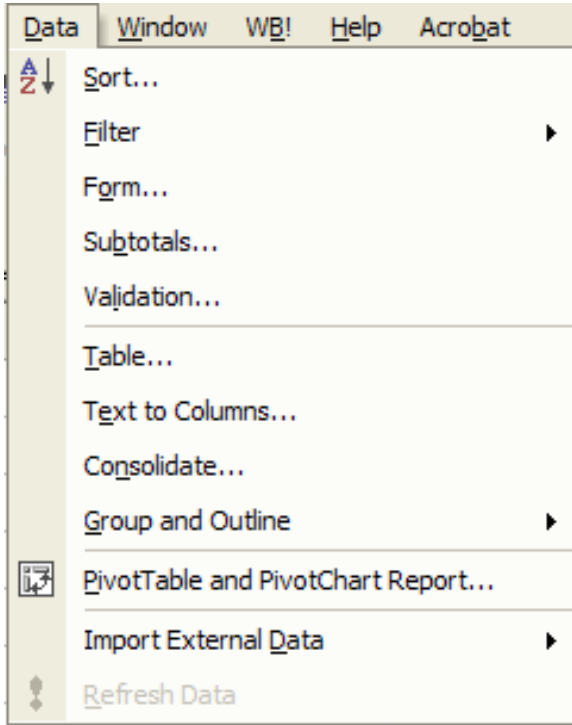 Data Window WB! Help Acrobat
Sort...
Filter
Form...
Subtotals...
Validation...
Table...
Text to Columns...
Consolidate...
Group and Outline
PivotTable and PivotChart Report...
Import External Data
Refresh Data